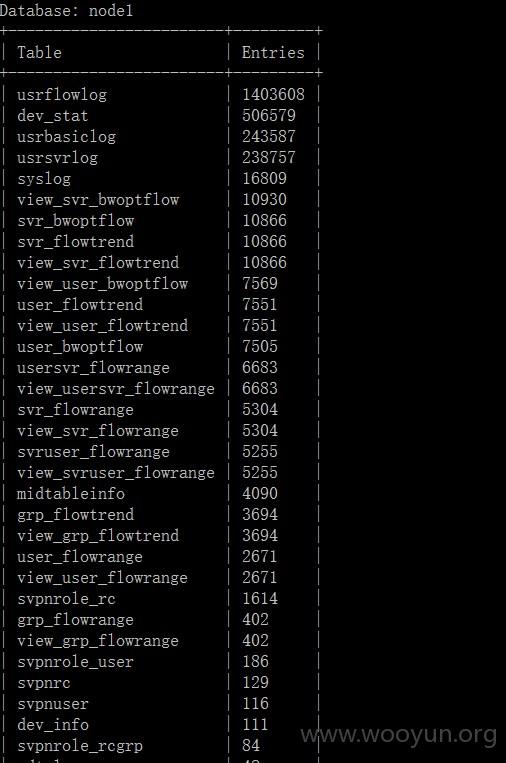 Database: node1
+------------------------+---------+
| Table | Entries |
+------------------------+---------+
| usrflowlog | 1403608 |
| dev_stat | 506579 |
| usrbasiclog | 243587 |
| usrsvrlog | 238757 |
| syslog | 16809 |
| view_svr_bwoptflow | 10930 |
| svr_bwoptflow | 10866 |
| svr_flowtrend | 10866 |
| view_svr_flowtrend | 10866 |
| view_user_bwoptflow | 7569 |
| user_flowtrend | 7551 |
| view_user_flowtrend | 7551 |
| user_bwoptflow | 7505 |
| usersvr_flowrange | 6683 |
| view_usersvr_flowrange | 6683 |
| svr_flowrange | 5304 |
| view_svr_flowrange | 5304 |
| svruser_flowrange | 5255 |
| view_svruser_flowrange | 5255 |
| midtableinfo | 4090 |
| grp_flowtrend | 3694 |
| view_grp_flowtrend | 3694 |
| user_flowrange | 2671 |
| view_user_flowrange | 2671 |
| svpnrole_rc | 1614 |
| grp_flowrange | 402 |
| view_grp_flowrange | 402 |
| svpnrole_user | 186 |
| svpnrc | 129 |
| svpnuser | 116 |
| dev_info | 111 |
| svpnrole_rcgrp | 84 |
www.wooyun.org